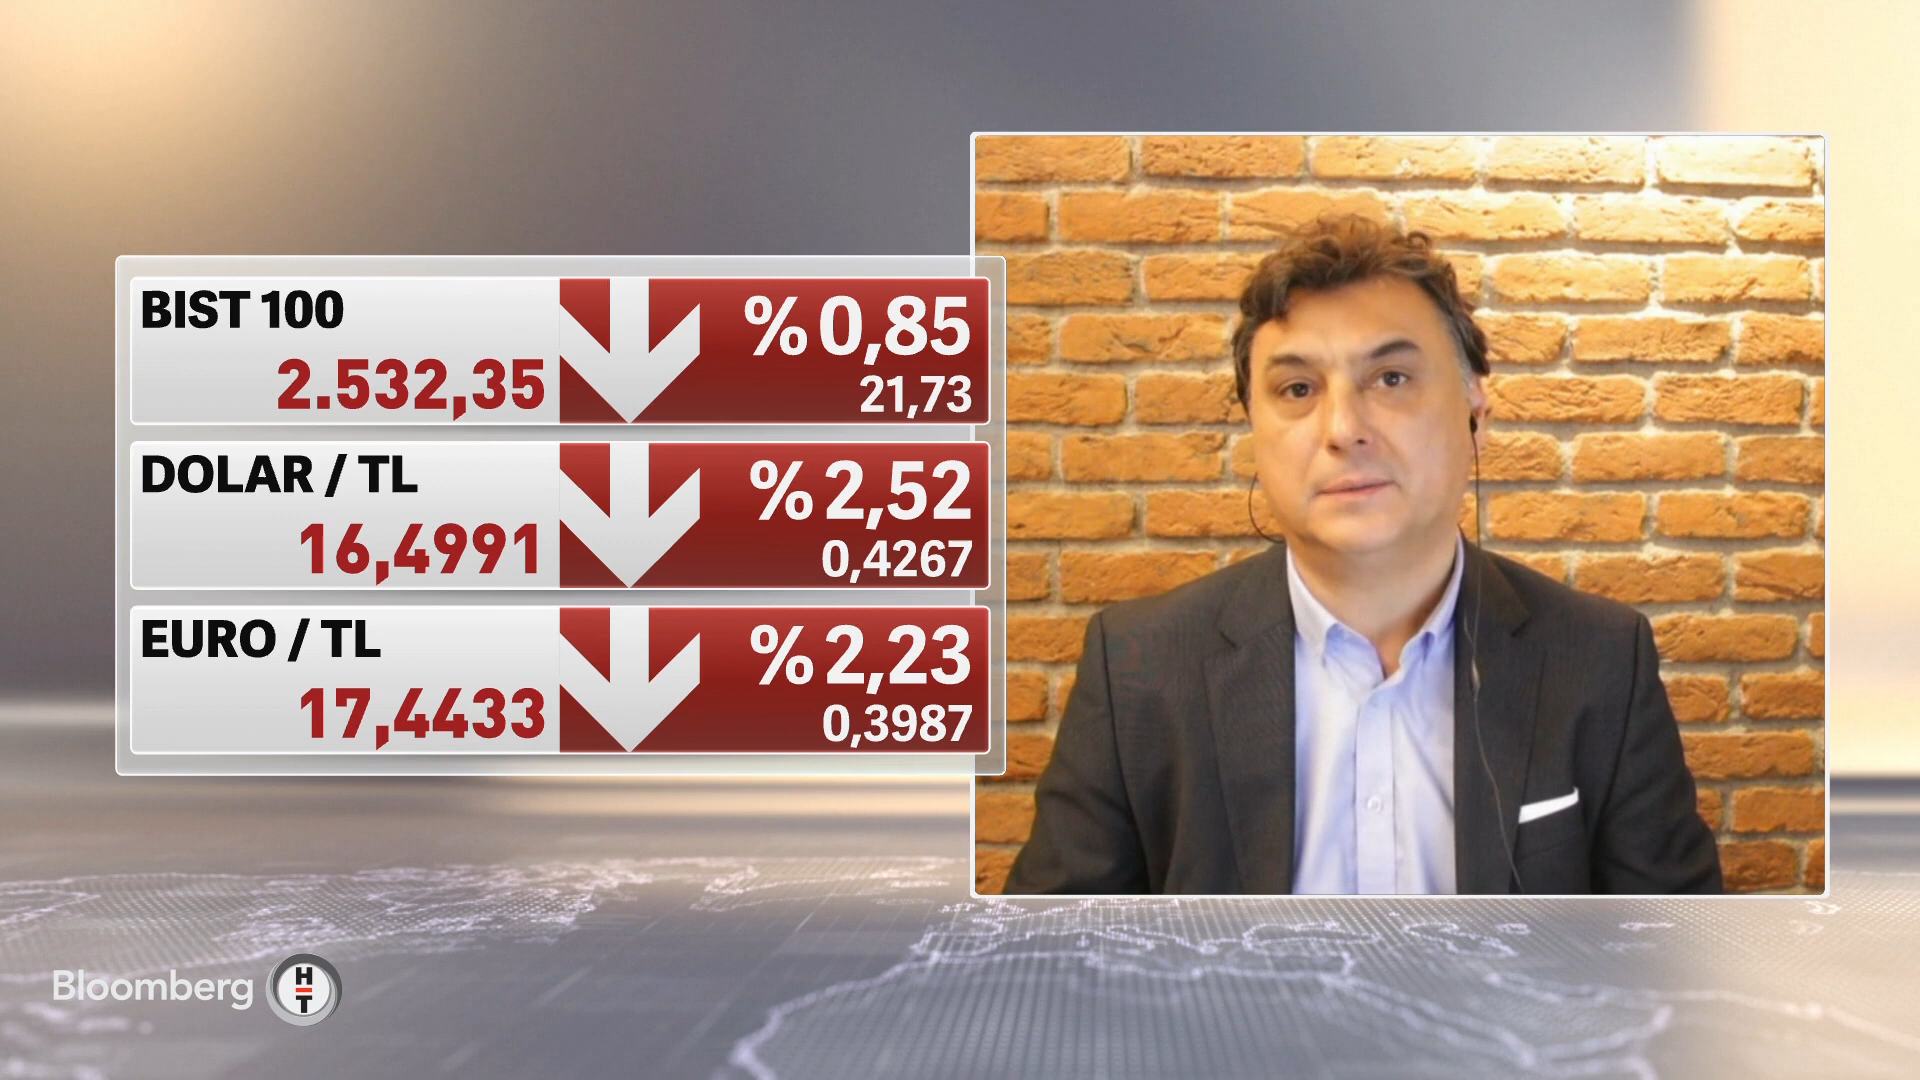 BIST 100
2.532,35
%0,85
21,73
DOLAR / TL
16,4991
%2,52
0,4267
EURO / TL
17,4433
%2,23
0,3987
Bloomberg HT